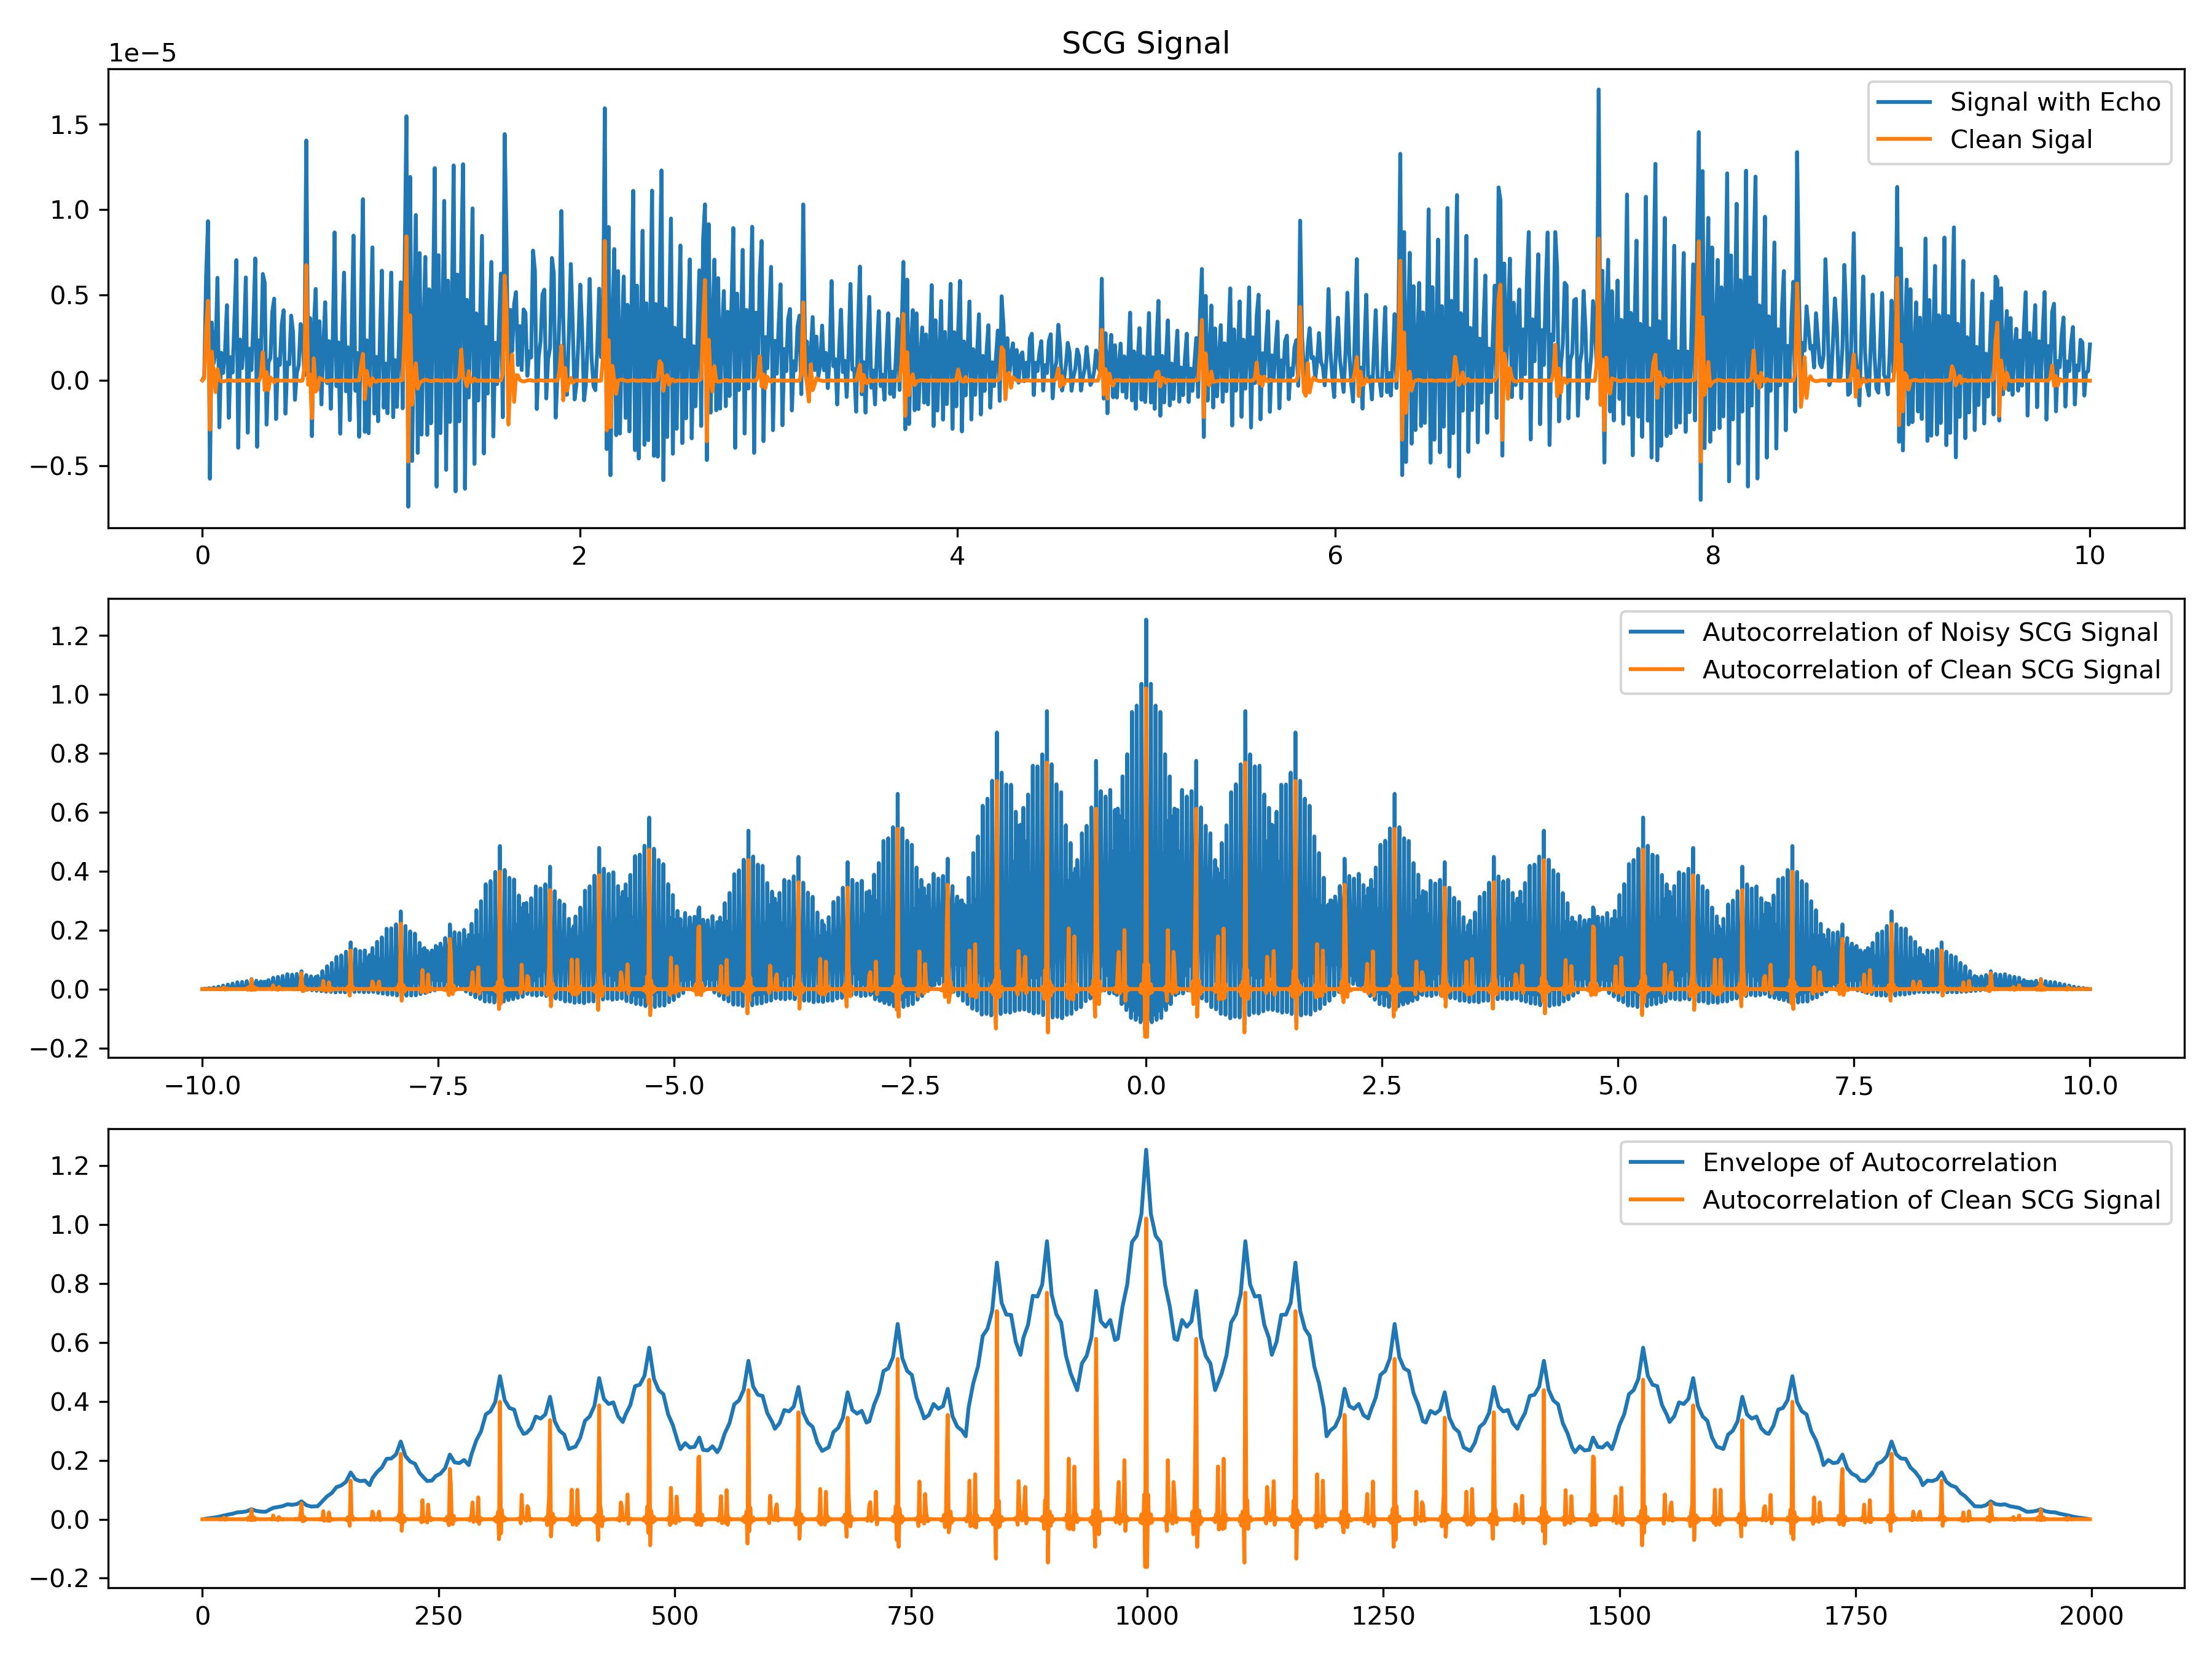 SCG Signal
1e−5
Signal with Echo
Clean Sigal
1.5
1.0
0.5
0.0
−0.5
0 2 4 6 8 10
Autocorrelation of Noisy SCG Signal
Autocorrelation of Clean SCG Signal
1.2
1.0
0.8
0.6
0.4
0.2
0.0
−0.2
−10.0 −7.5 −5.0 −2.5 0.0 2.5 5.0 7.5 10.0
Envelope of Autocorrelation
Autocorrelation of Clean SCG Signal
1.2
1.0
0.8
0.6
0.4
0.2
0.0
−0.2
0 250 500 750 1000 1250 1500 1750 2000